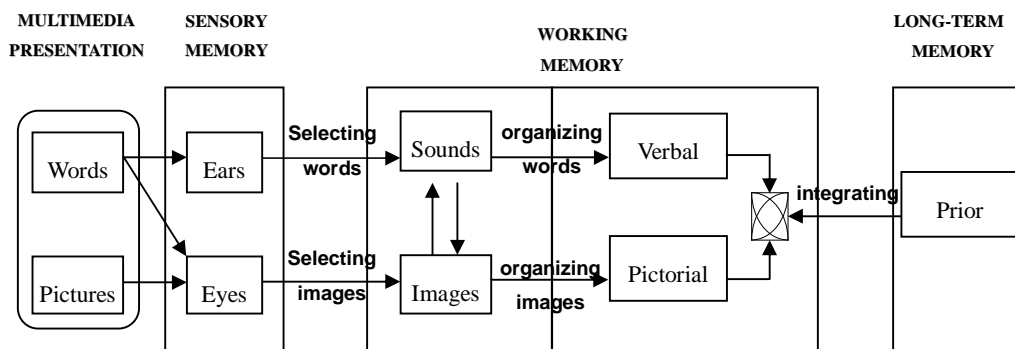 MULTIMEDIA
PRESENTATION
SENSORY
MEMORY
WORKING
MEMORY
LONG-TERM
MEMORY
Words
Ears
Selecting
words
Sounds
organizing
words
Verbal
integrating
Prior
Pictures
Eyes
Selecting
images
Images
organizing
images
Pictorial